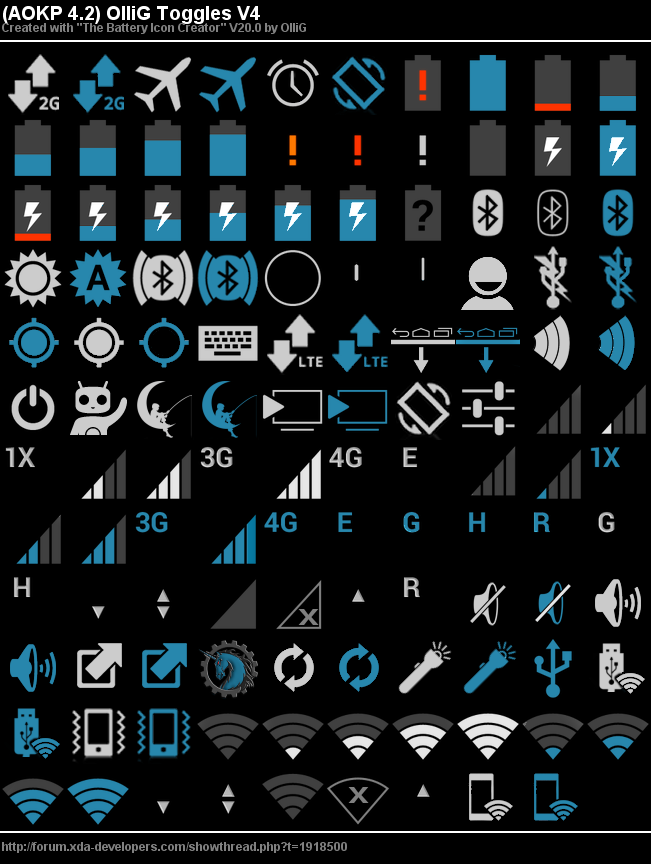 (AOKP 4.2) OlliG Toggles V4
Created with "The Battery Icon Creator" V20.0 by OlliG
2G 2G !
! ! !
?
A
LTE LTE
1X 3G 4G E 1X
3G 4G E G H R G
H X R
X
http://forum.xda-developers.com/showthread.php?t=1918500